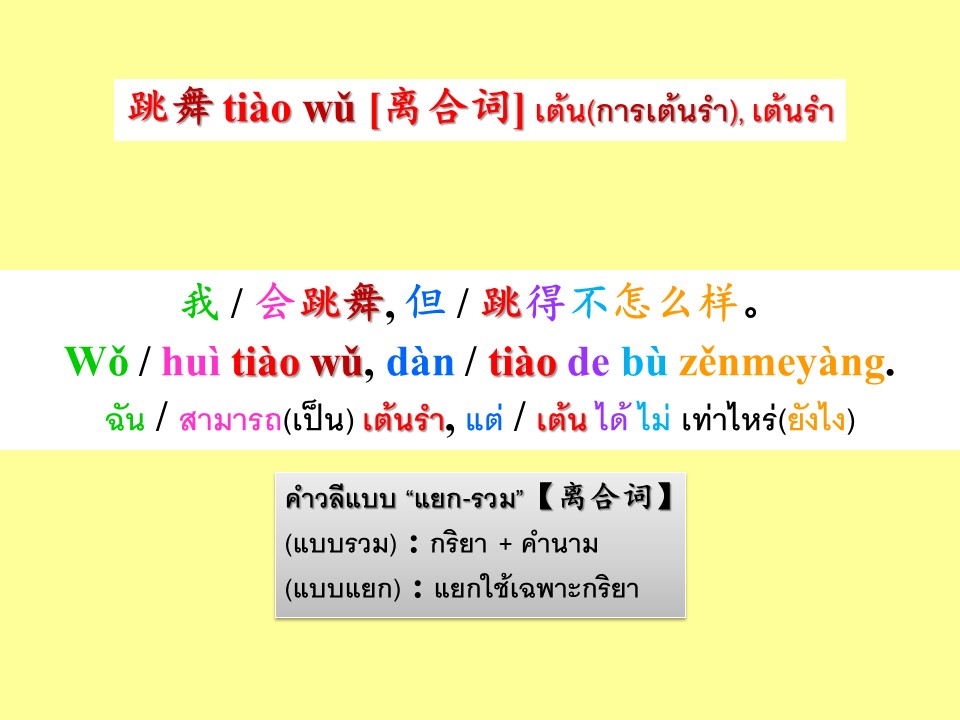 跳舞 tiào wǔ [离合词] เต้น(การเต้นรำ), เต้นรำ
我 / 会跳舞, 但 / 跳得不怎么样。
Wǒ / huì tiào wǔ, dàn / tiào de bù zěnmeyàng.
ฉัน / สามารถ(เป็น) เต้นรำ, แต่ / เต้น ได้ ไม่ เท่าไหร่(ยังไง)
คำวลีแบบ “แยก-รวม”【离合词】
(แบบรวม) : กริยา + คำนาม
(แบบแยก) : แยกใช้เฉพาะกริยา